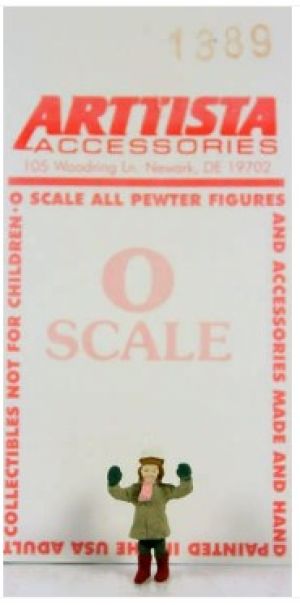 1389
ARTTISTA
ACCESSORIES
105 Woodring Ln. Newark, DE 19702
COLLECTIBLES NOT FOR CHILDREN • O SCALE ALL PEWTER FIGURES
AND ACCESSORIES MADE AND HAND
PAINTED IN THE USA ADULT
O
SCALE